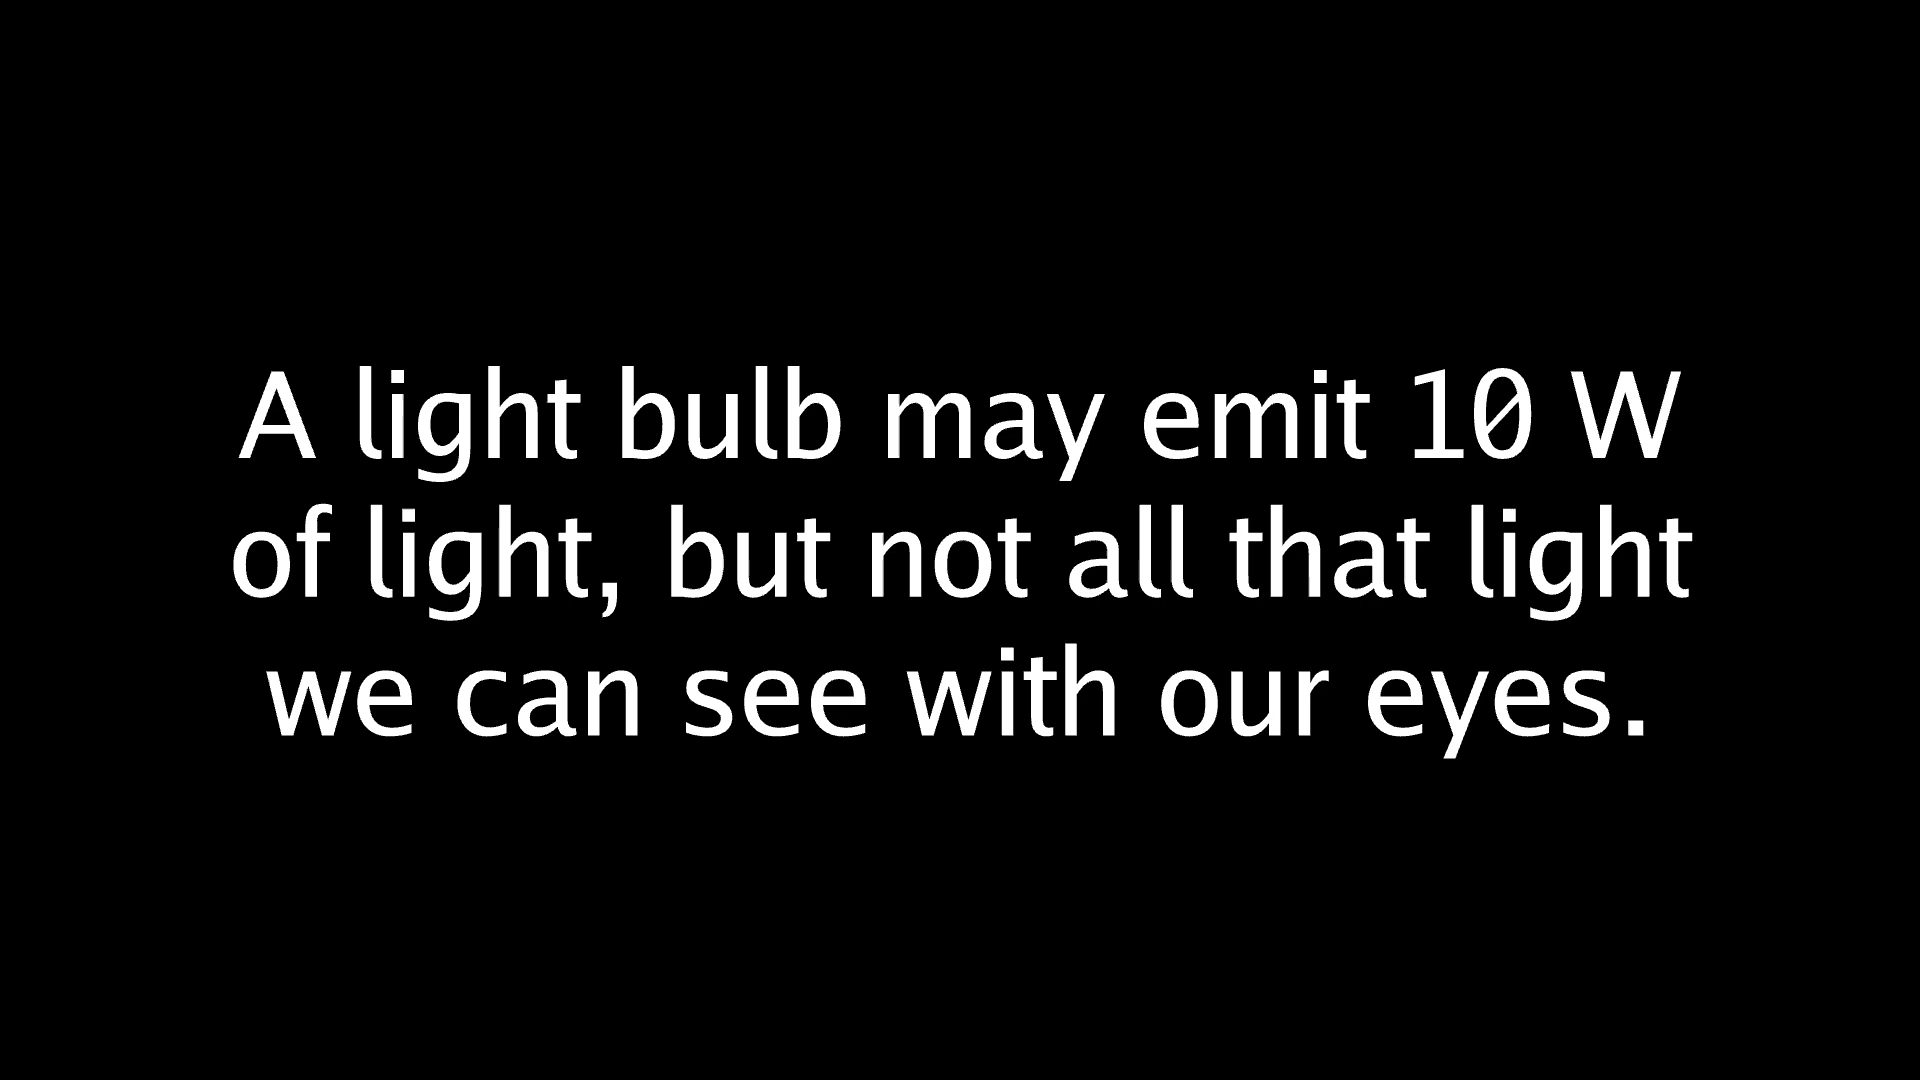 A light bulb may emit 10 W
of light, but not all that light
we can see with our eyes.